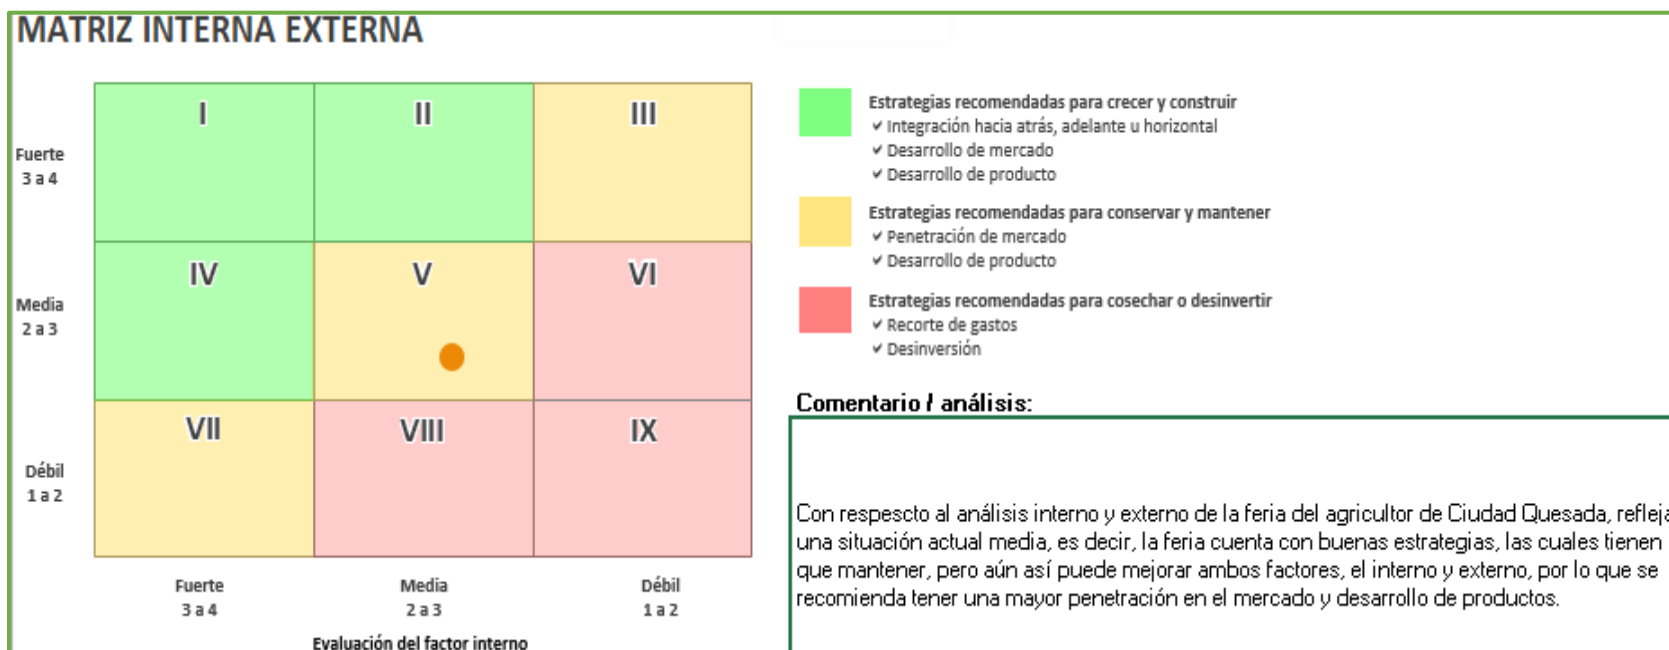 MATRIZ INTERNA EXTERNA
I
II
III
Fuerte
3 a 4
IV
V
VI
Media
2 a 3
VII
VIII
IX
Débil
1 a 2
Fuerte
3 a 4
Media
2 a 3
Débil
1 a 2
Evaluación del factor interno
Estrategias recomendadas para crecer y construir
✓ Integración hacia atrás, adelante u horizontal
✓ Desarrollo de mercado
✓ Desarrollo de producto
Estrategias recomendadas para conservar y mantener
✓ Penetración de mercado
✓ Desarrollo de producto
Estrategias recomendadas para cosechar o desinvertir
✓ Recorte de gastos
✓ Desinversión
Comentario / análisis:
Con respescto al análisis interno y externo de la feria del agricultor de Ciudad Quesada, refleja
una situación actual media, es decir, la feria cuenta con buenas estrategias, las cuales tienen
que mantener, pero aún así puede mejorar ambos factores, el interno y externo, por lo que se
recomienda tener una mayor penetración en el mercado y desarrollo de productos.